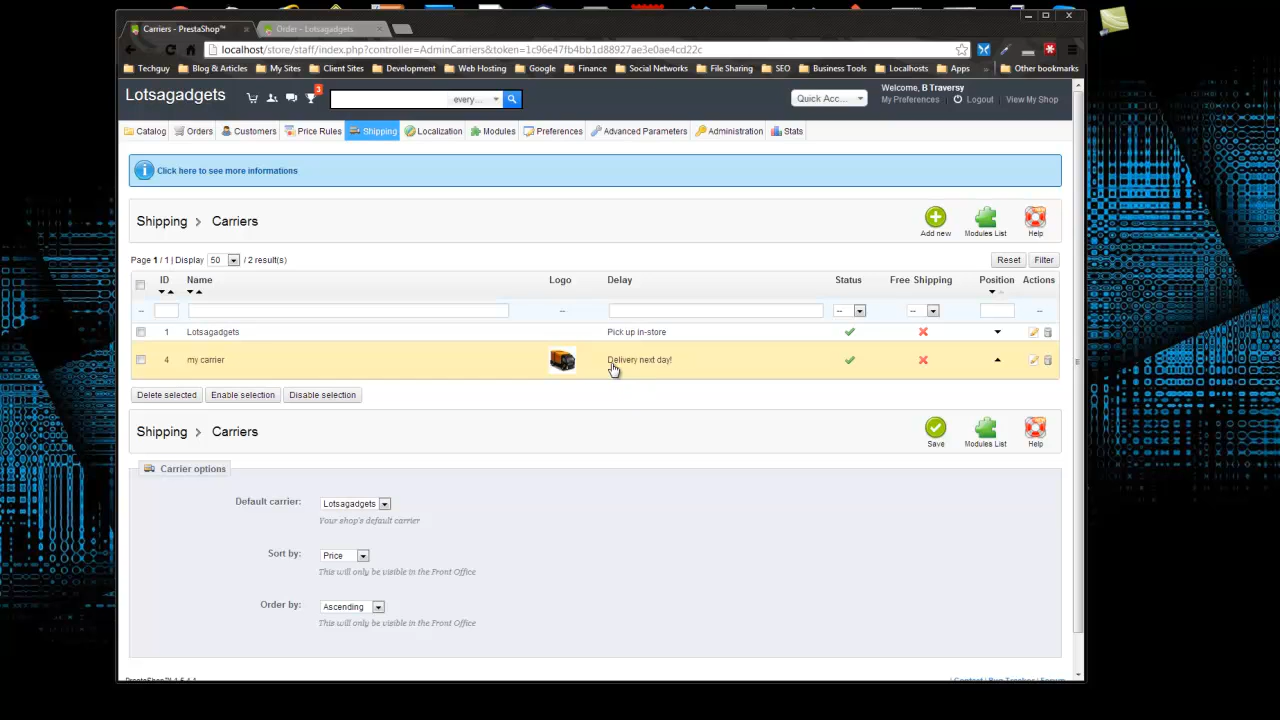 Carriers - PrestaShop™
Order - Lotsagadgets
localhost/store/staff/index.php?controller=AdminCarriers&token=1c96e47fb4bb1d88927ae3e0ae4cd22c
Techguy Blog & Articles My Sites Client Sites Development Web Hosting Google Finance Social Networks File Sharing SEO Business Tools Localhosts Apps » Other bookmarks
Lotsagadgets 3 every... Quick Acc... Welcome, B Traversy
My Preferences Logout View My Shop
Catalog Orders Customers Price Rules Shipping Localization Modules Preferences Advanced Parameters Administration Stats
Click here to see more informations
Shipping > Carriers
Add new Modules List Help
Page 1 / 1 | Display 50 / 2 result(s) Reset Filter
ID Name Logo Delay Status Free Shipping Position Actions
-- -- -- -- --
1 Lotsagadgets Pick up in-store
4 my carrier Delivery next day!
Delete selected Enable selection Disable selection
Shipping > Carriers
Save Modules List Help
Carrier options
Default carrier: Lotsagadgets
Your shop's default carrier
Sort by: Price
This will only be visible in the Front Office
Order by: Ascending
This will only be visible in the Front Office